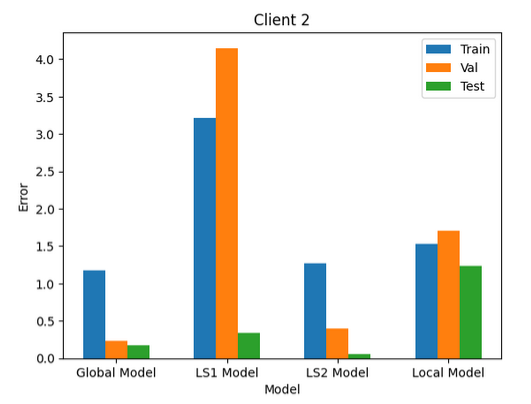 Client 2
Train
Val
Test
4.0
3.5
3.0
2.5
2.0
1.5
1.0
0.5
0.0
Error
Global Model
LS1 Model
LS2 Model
Local Model
Model